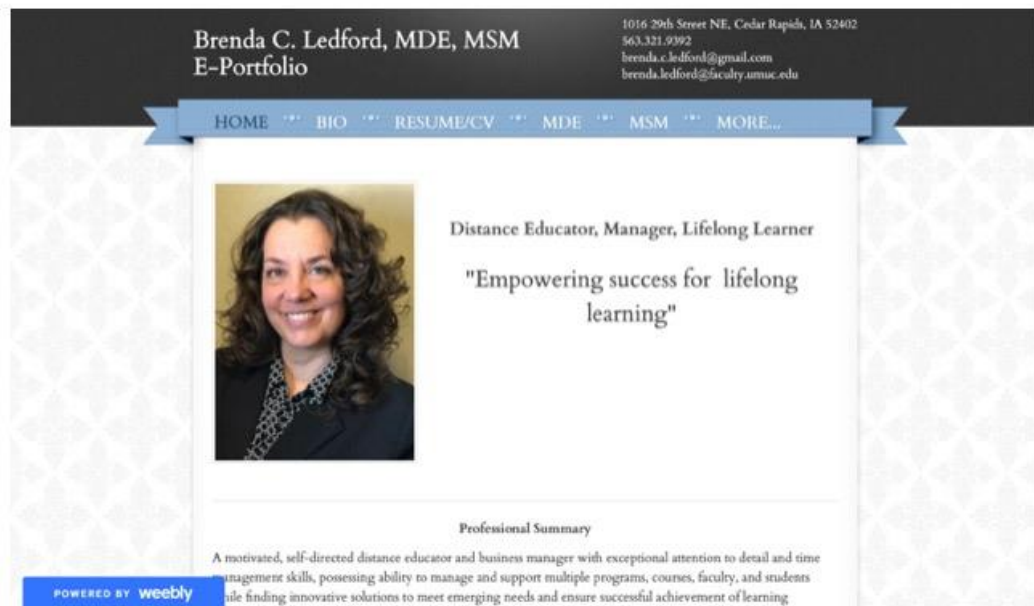 Brenda C. Ledford, MDE, MSM
E-Portfolio
1016 29th Street NE, Cedar Rapids, IA 52402
563.321.9392
brenda.c.ledford@gmail.com
brenda.ledford@faculty.umuc.edu
HOME BIO RESUME/CV MDE MSM MORE...
Distance Educator, Manager, Lifelong Learner
"Empowering success for lifelong
learning"
Professional Summary
A motivated, self-directed distance educator and business manager with exceptional attention to detail and time
management skills, possessing ability to manage and support multiple programs, courses, faculty, and students
while finding innovative solutions to meet emerging needs and ensure successful achievement of learning
POWERED BY weebly